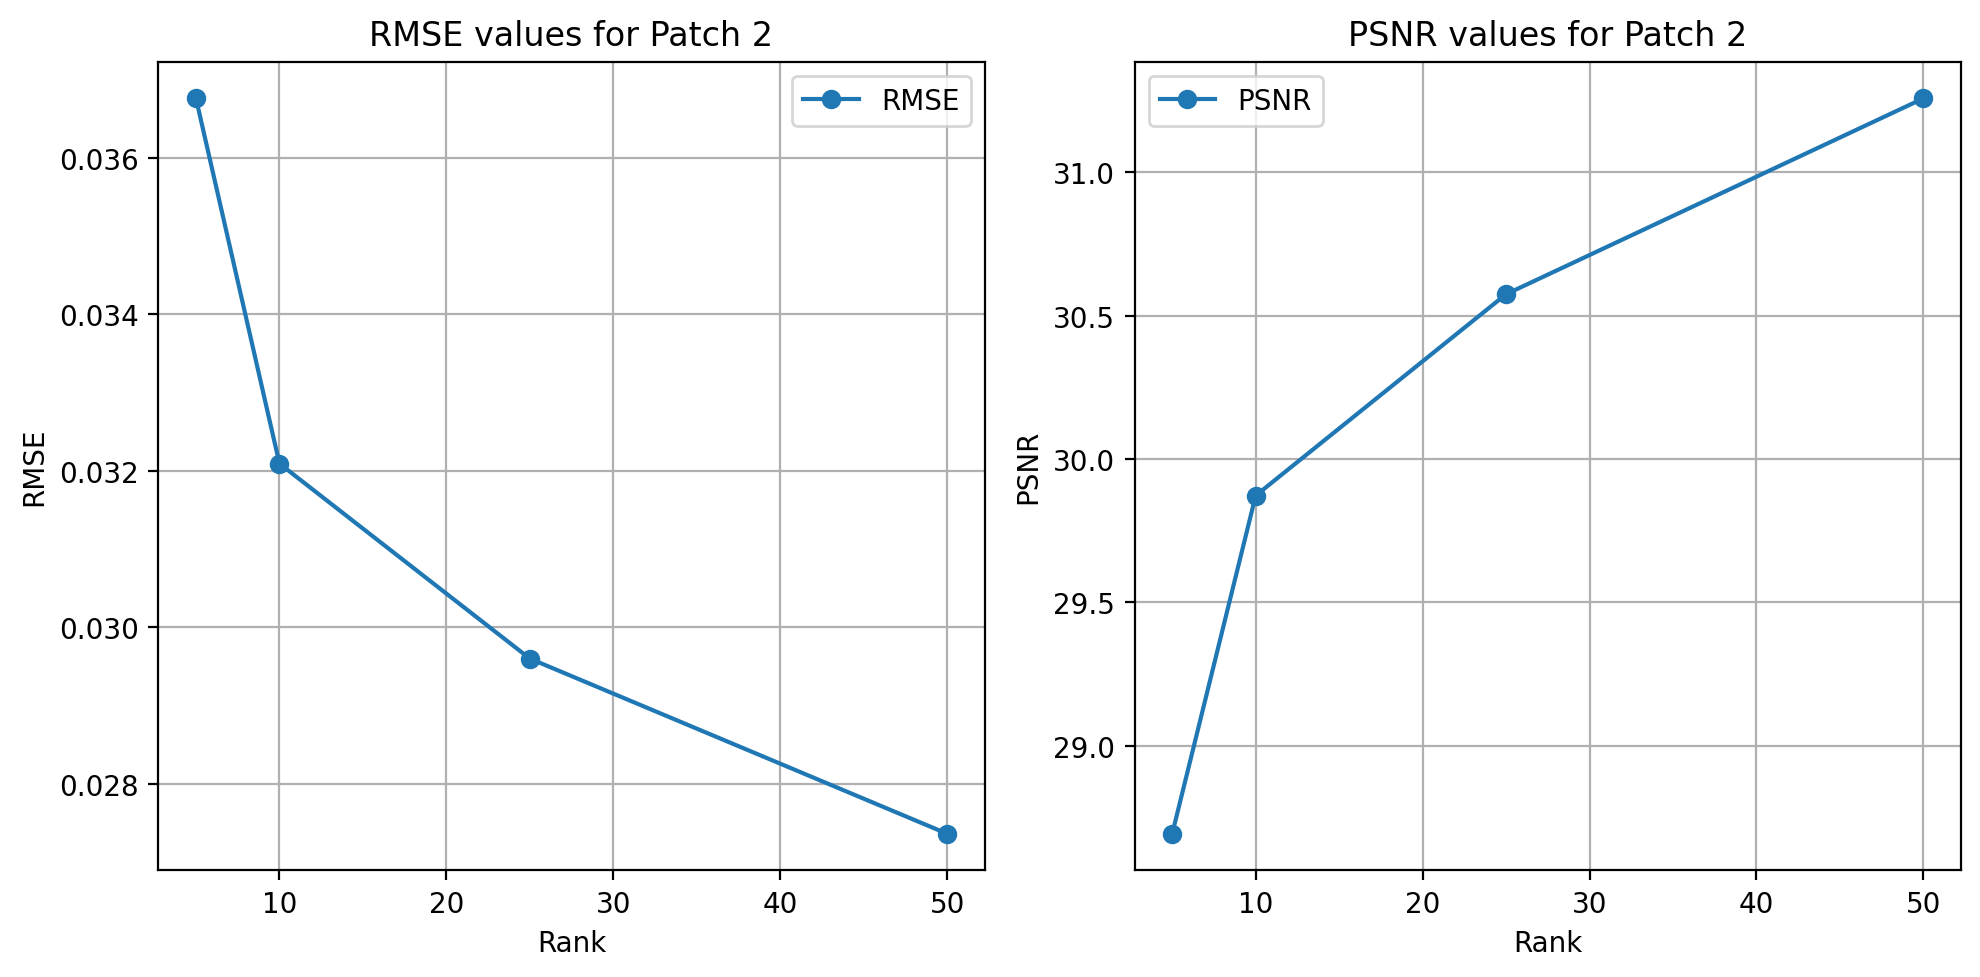 RMSE values for Patch 2
RMSE
0.036
0.034
0.032
0.030
0.028
RMSE
10 20 30 40 50
Rank
PSNR values for Patch 2
PSNR
31.0
30.5
30.0
29.5
29.0
PSNR
10 20 30 40 50
Rank